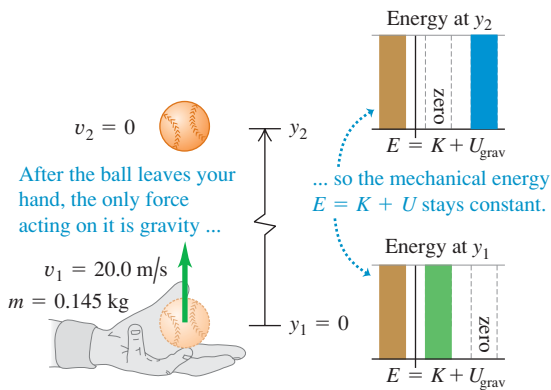 Energy at y₂
zero
E = K + U_grav
v₂ = 0
y₂
After the ball leaves your
hand, the only force
acting on it is gravity ...
... so the mechanical energy
E = K + U stays constant.
v₁ = 20.0 m/s
m = 0.145 kg
y₁ = 0
Energy at y₁
zero
E = K + U_grav